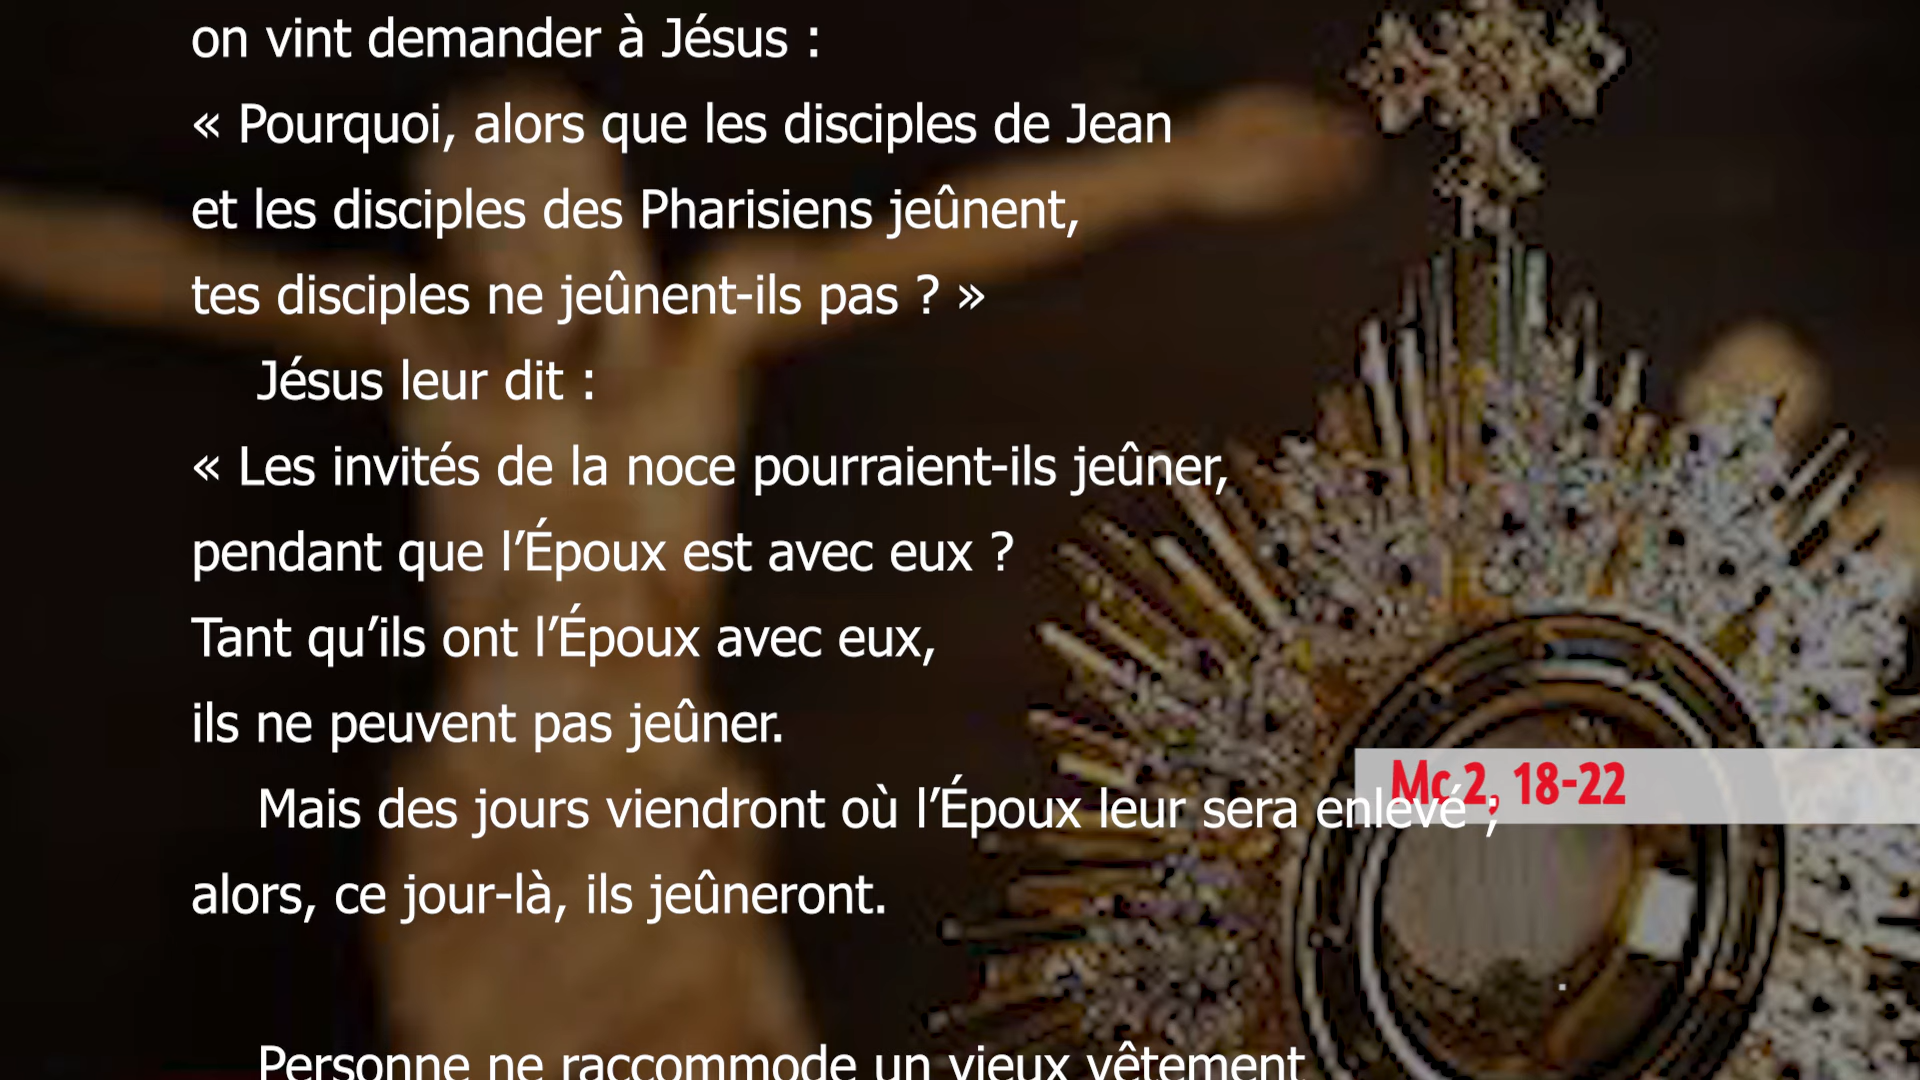 on vint demander à Jésus :
« Pourquoi, alors que les disciples de Jean
et les disciples des Pharisiens jeûnent,
tes disciples ne jeûnent-ils pas ? »
Jésus leur dit :
« Les invités de la noce pourraient-ils jeûner,
pendant que l’Époux est avec eux ?
Tant qu’ils ont l’Époux avec eux,
ils ne peuvent pas jeûner.
Mc 2, 18-22
Mais des jours viendront où l’Époux leur sera enlevé ;
alors, ce jour-là, ils jeûneront.
Personne ne raccommode un vieux vêtement